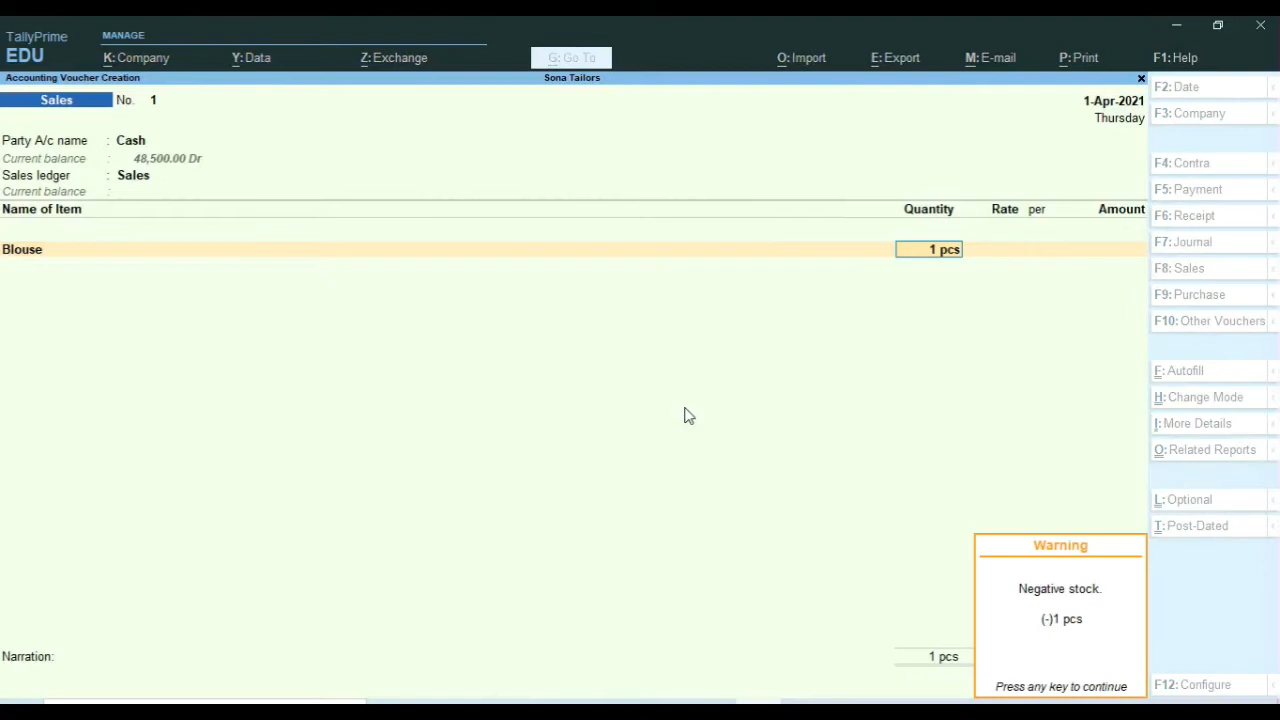 TallyPrime
EDU
MANAGE
K: Company
Y: Data
Z: Exchange
G: Go To
O: Import
E: Export
M: E-mail
P: Print
F1: Help
Accounting Voucher Creation
Sona Tailors
Sales No. 1
1-Apr-2021
Thursday
Party A/c name : Cash
Current balance : 48,500.00 Dr
Sales ledger : Sales
Current balance :
Name of Item Quantity Rate per Amount
Blouse 1 pcs
Narration: 1 pcs
Warning
Negative stock.
(-)1 pcs
Press any key to continue
F2: Date
F3: Company
F4: Contra
F5: Payment
F6: Receipt
F7: Journal
F8: Sales
F9: Purchase
F10: Other Vouchers
F: Autofill
H: Change Mode
I: More Details
O: Related Reports
L: Optional
T: Post-Dated
F12: Configure